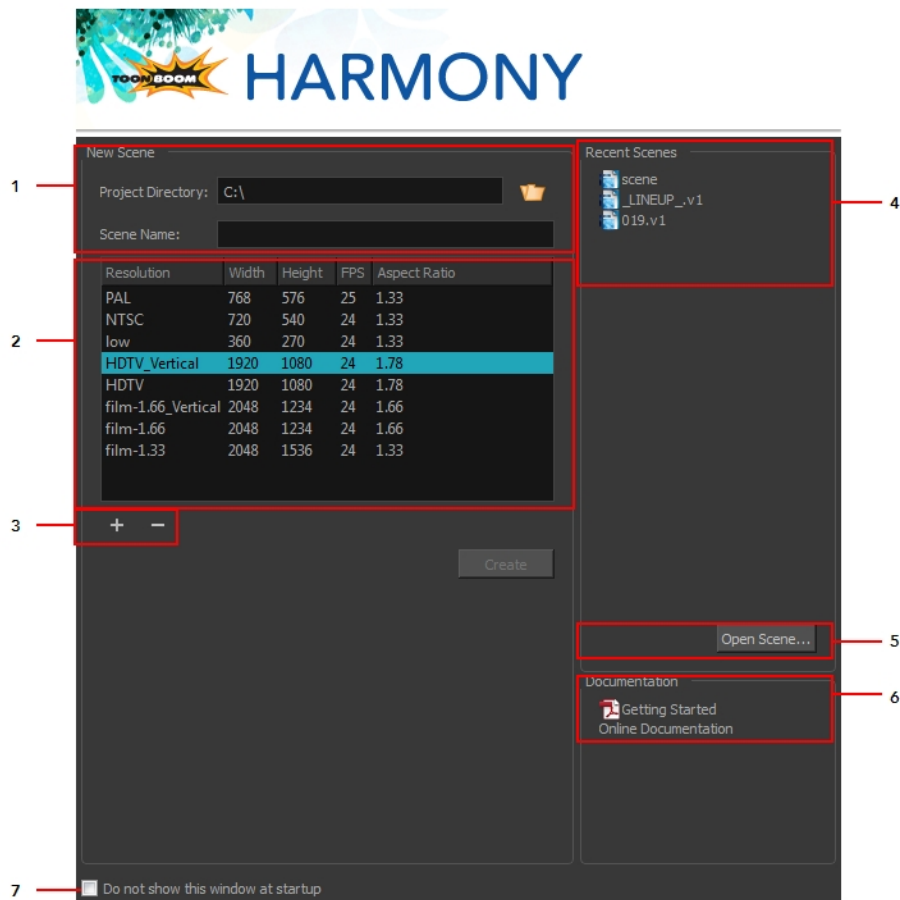 TOON BOOM HARMONY
New Scene
1
Project Directory: C:\
Scene Name:
Resolution Width Height FPS Aspect Ratio
PAL 768 576 25 1.33
NTSC 720 540 24 1.33
2
low 360 270 24 1.33
HDTV_Vertical 1920 1080 24 1.78
HDTV 1920 1080 24 1.78
film-1.66_Vertical 2048 1234 24 1.66
film-1.66 2048 1234 24 1.66
film-1.33 2048 1536 24 1.33
3
+ −
Create
Recent Scenes
scene
_LINEUP_.v1
019.v1
4
Open Scene...
5
Documentation
6
Getting Started
Online Documentation
7
Do not show this window at startup